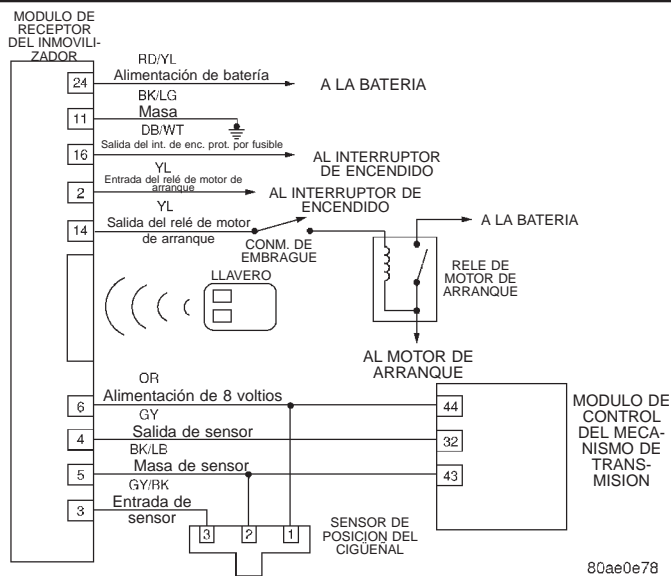 MODULO DE
RECEPTOR
DEL INMOVILI-
ZADOR
RD/YL
24
Alimentación de batería
A LA BATERIA
BK/LG
11
Masa
DB/WT
16
Salida del int. de enc. prot. por fusible
AL INTERRUPTOR
DE ENCENDIDO
YL
2
Entrada del relé de motor de
arranque
AL INTERRUPTOR DE
ENCENDIDO
YL
14
Salida del relé de motor
de arranque
CONM. DE
EMBRAGUE
A LA BATERIA
RELE DE
MOTOR DE
ARRANQUE
LLAVERO
AL MOTOR DE
ARRANQUE
OR
6
Alimentación de 8 voltios
44
GY
4
Salida de sensor
32
BK/LB
5
Masa de sensor
43
GY/BK
3
Entrada de
sensor
3 2 1
SENSOR DE
POSICION DEL
CIGÜEÑAL
MODULO DE
CONTROL
DEL MECA-
NISMO DE
TRANS-
MISION
80ae0e78